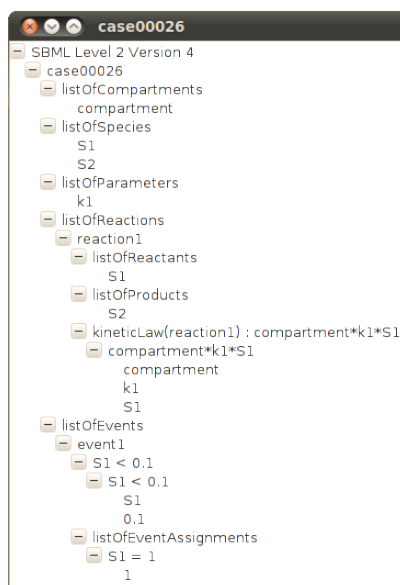 case00026
SBML Level 2 Version 4
case00026
listOfCompartments
compartment
listOfSpecies
S1
S2
listOfParameters
k1
listOfReactions
reaction1
listOfReactants
S1
listOfProducts
S2
kineticLaw(reaction1) : compartment*k1*S1
compartment*k1*S1
compartment
k1
S1
listOfEvents
event1
S1 < 0.1
S1 < 0.1
S1
0.1
listOfEventAssignments
S1 = 1
1